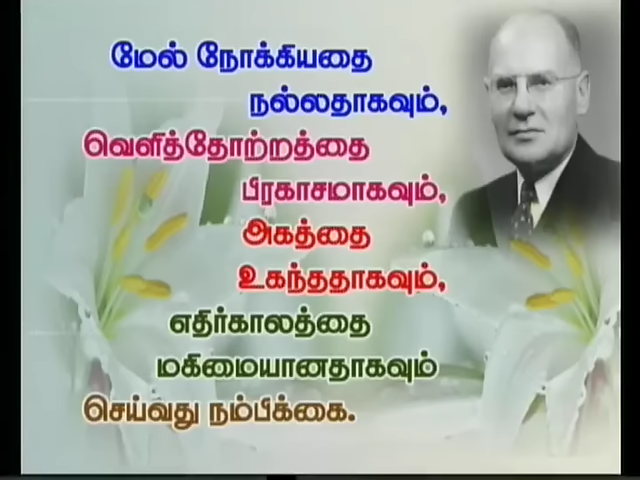 மேல் நோக்கியதை
நல்லதாகவும்,
வெளித்தோற்றத்தை
பிரகாசமாகவும்,
அகத்தை
உகந்ததாகவும்,
எதிர்காலத்தை
மகிமையானதாகவும்
செய்வது நம்பிக்கை.